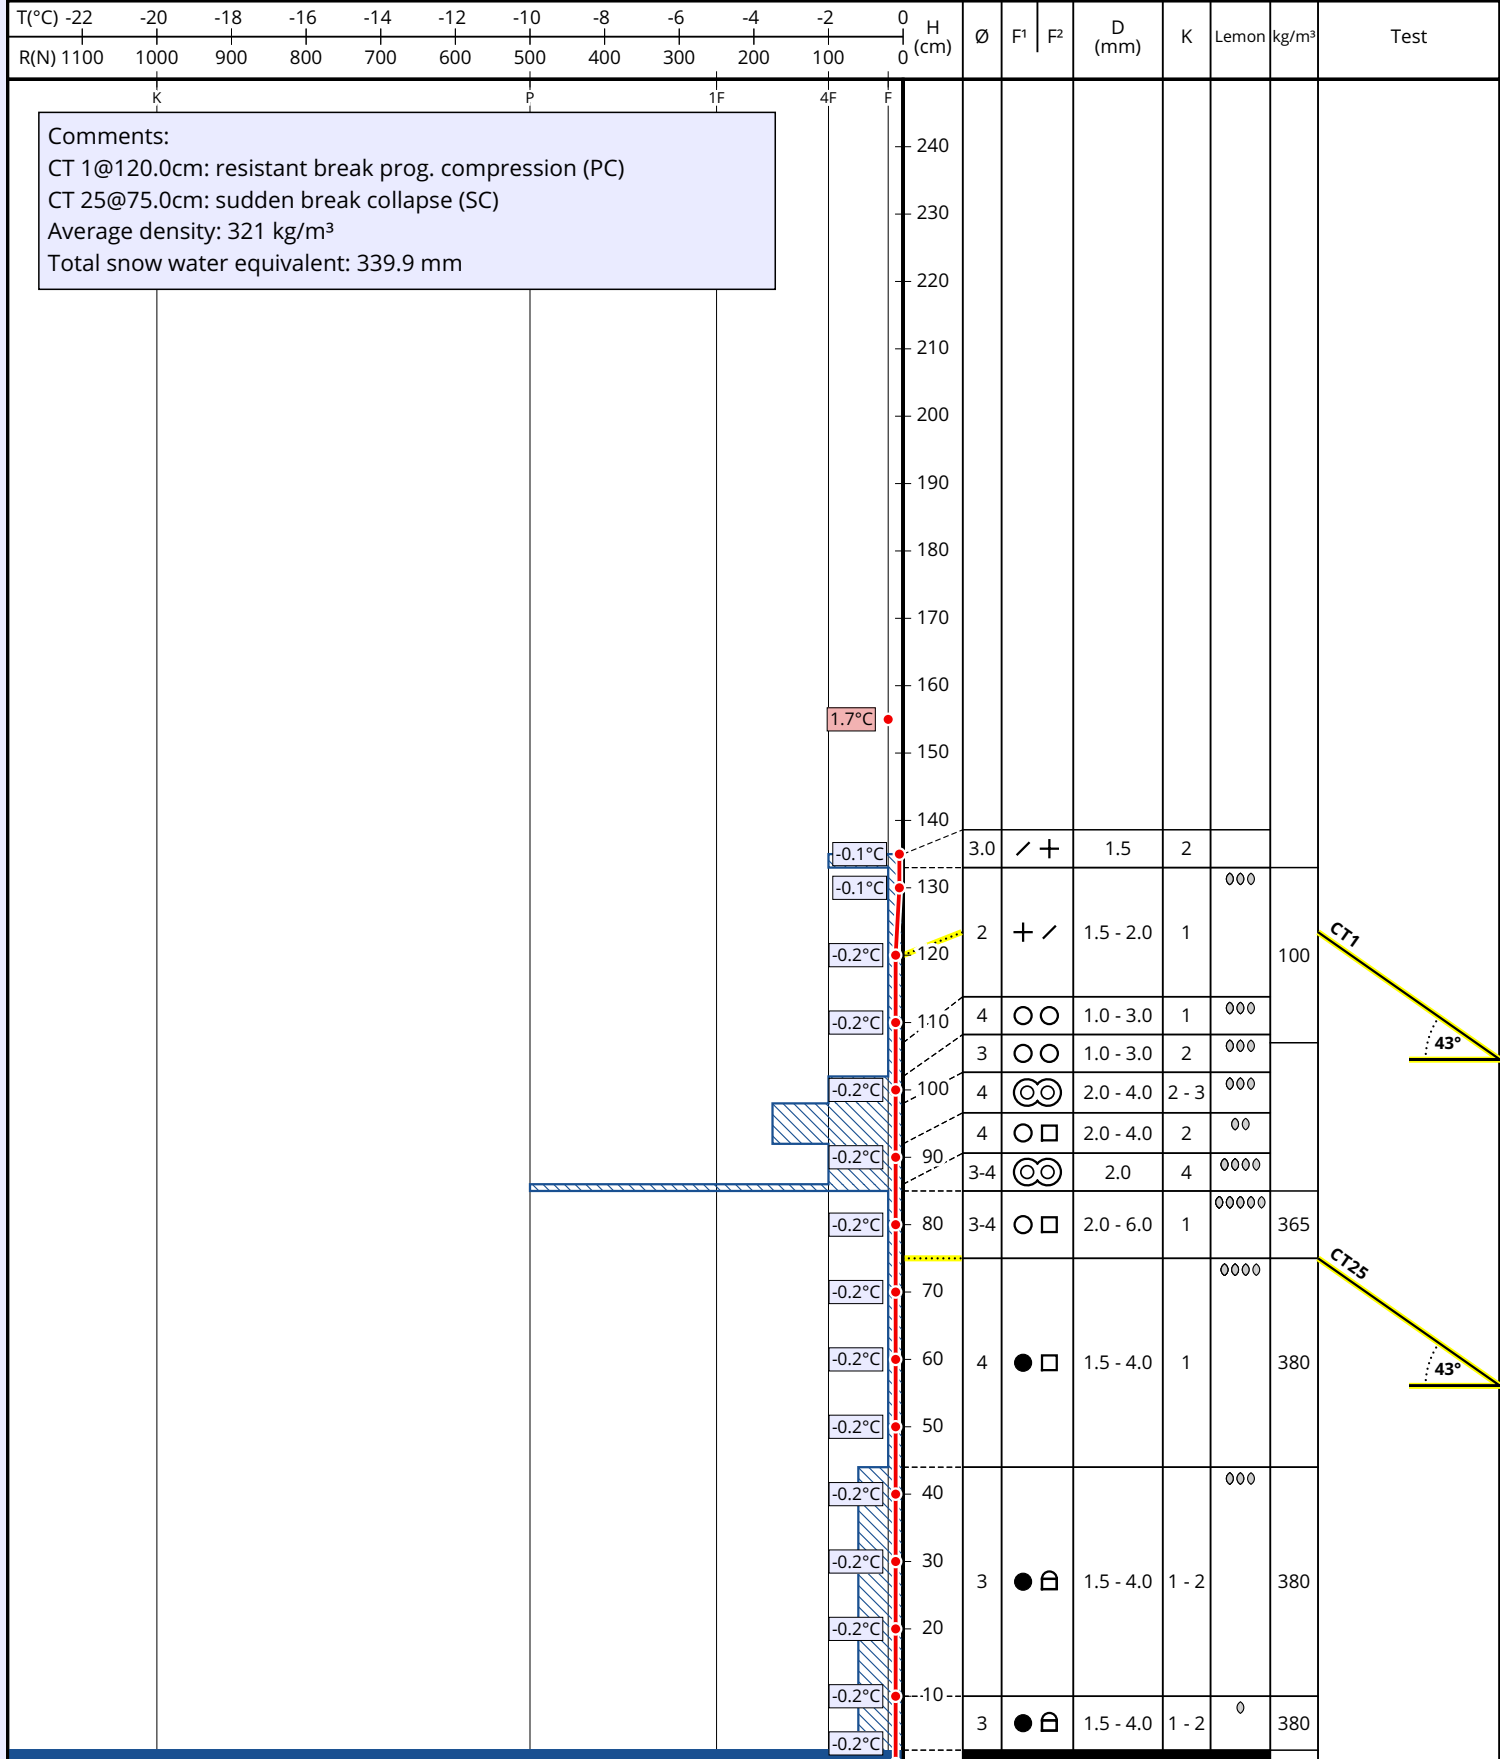 T(°C) -22 -20 -18 -16 -14 -12 -10 -8 -6 -4 -2 0
R(N) 1100 1000 900 800 700 600 500 400 300 200 100 0
H (cm) Ø F¹ F² D (mm) K Lemon kg/m³ Test
K P 1F 4F F
Comments:
CT 1@120.0cm: resistant break prog. compression (PC)
CT 25@75.0cm: sudden break collapse (SC)
Average density: 321 kg/m³
Total snow water equivalent: 339.9 mm
240
230
220
210
200
190
180
170
160
1.7°C
150
140
-0.1°C 3.0 1.5 2
-0.1°C 130
2 1.5 - 2.0 1 CT1
-0.2°C 120 100
4 1.0 - 3.0 1
-0.2°C 110
3 1.0 - 3.0 2 43°
-0.2°C 100 4 2.0 - 4.0 2 - 3
4 2.0 - 4.0 2
-0.2°C 90
3-4 2.0 4
-0.2°C 80 3-4 2.0 - 6.0 1 365
CT25
-0.2°C 70
-0.2°C 60 4 1.5 - 4.0 1 380 43°
-0.2°C 50
-0.2°C 40
-0.2°C 30
3 1.5 - 4.0 1 - 2 380
-0.2°C 20
-0.2°C 10
3 1.5 - 4.0 1 - 2 380
-0.2°C